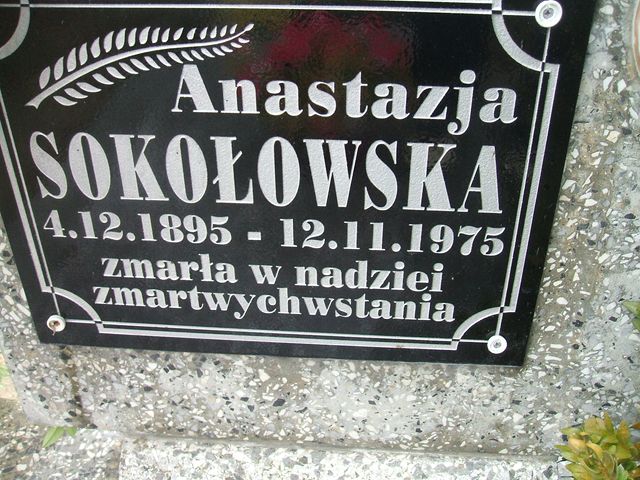 Anastazja
SOKOŁOWSKA
4.12.1895 - 12.11.1975
zmarła w nadziei
zmartwychwstania